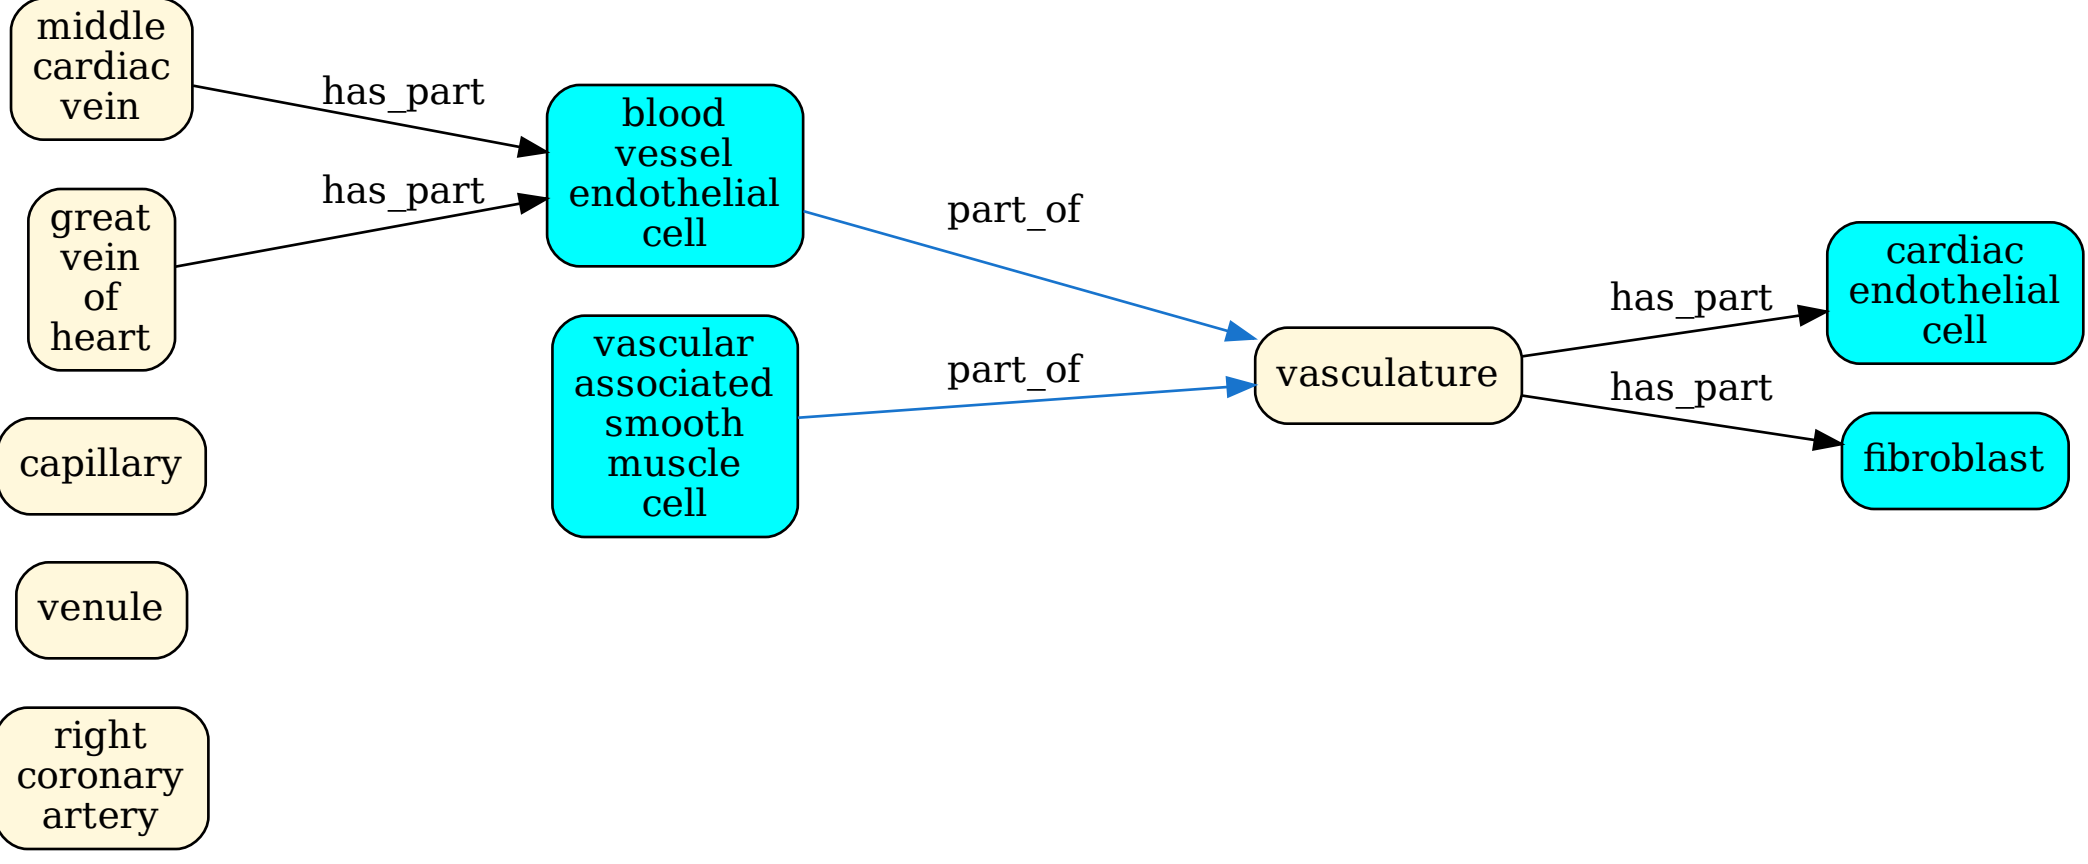 middle
cardiac
vein
has_part
great
vein
of
heart
has_part
capillary
venule
right
coronary
artery
blood
vessel
endothelial
cell
part_of
vascular
associated
smooth
muscle
cell
part_of
vasculature
has_part
has_part
cardiac
endothelial
cell
fibroblast